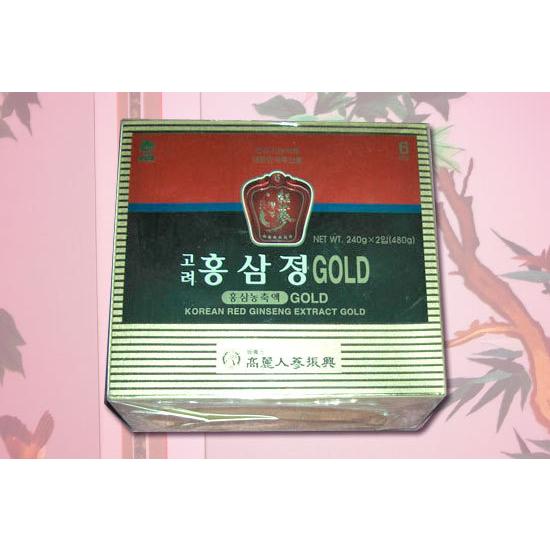 6
NET WT. 240g×2입(480g)
고려 홍삼정GOLD
홍삼농축액 GOLD
KOREAN RED GINSENG EXTRACT GOLD
高麗人蔘振興